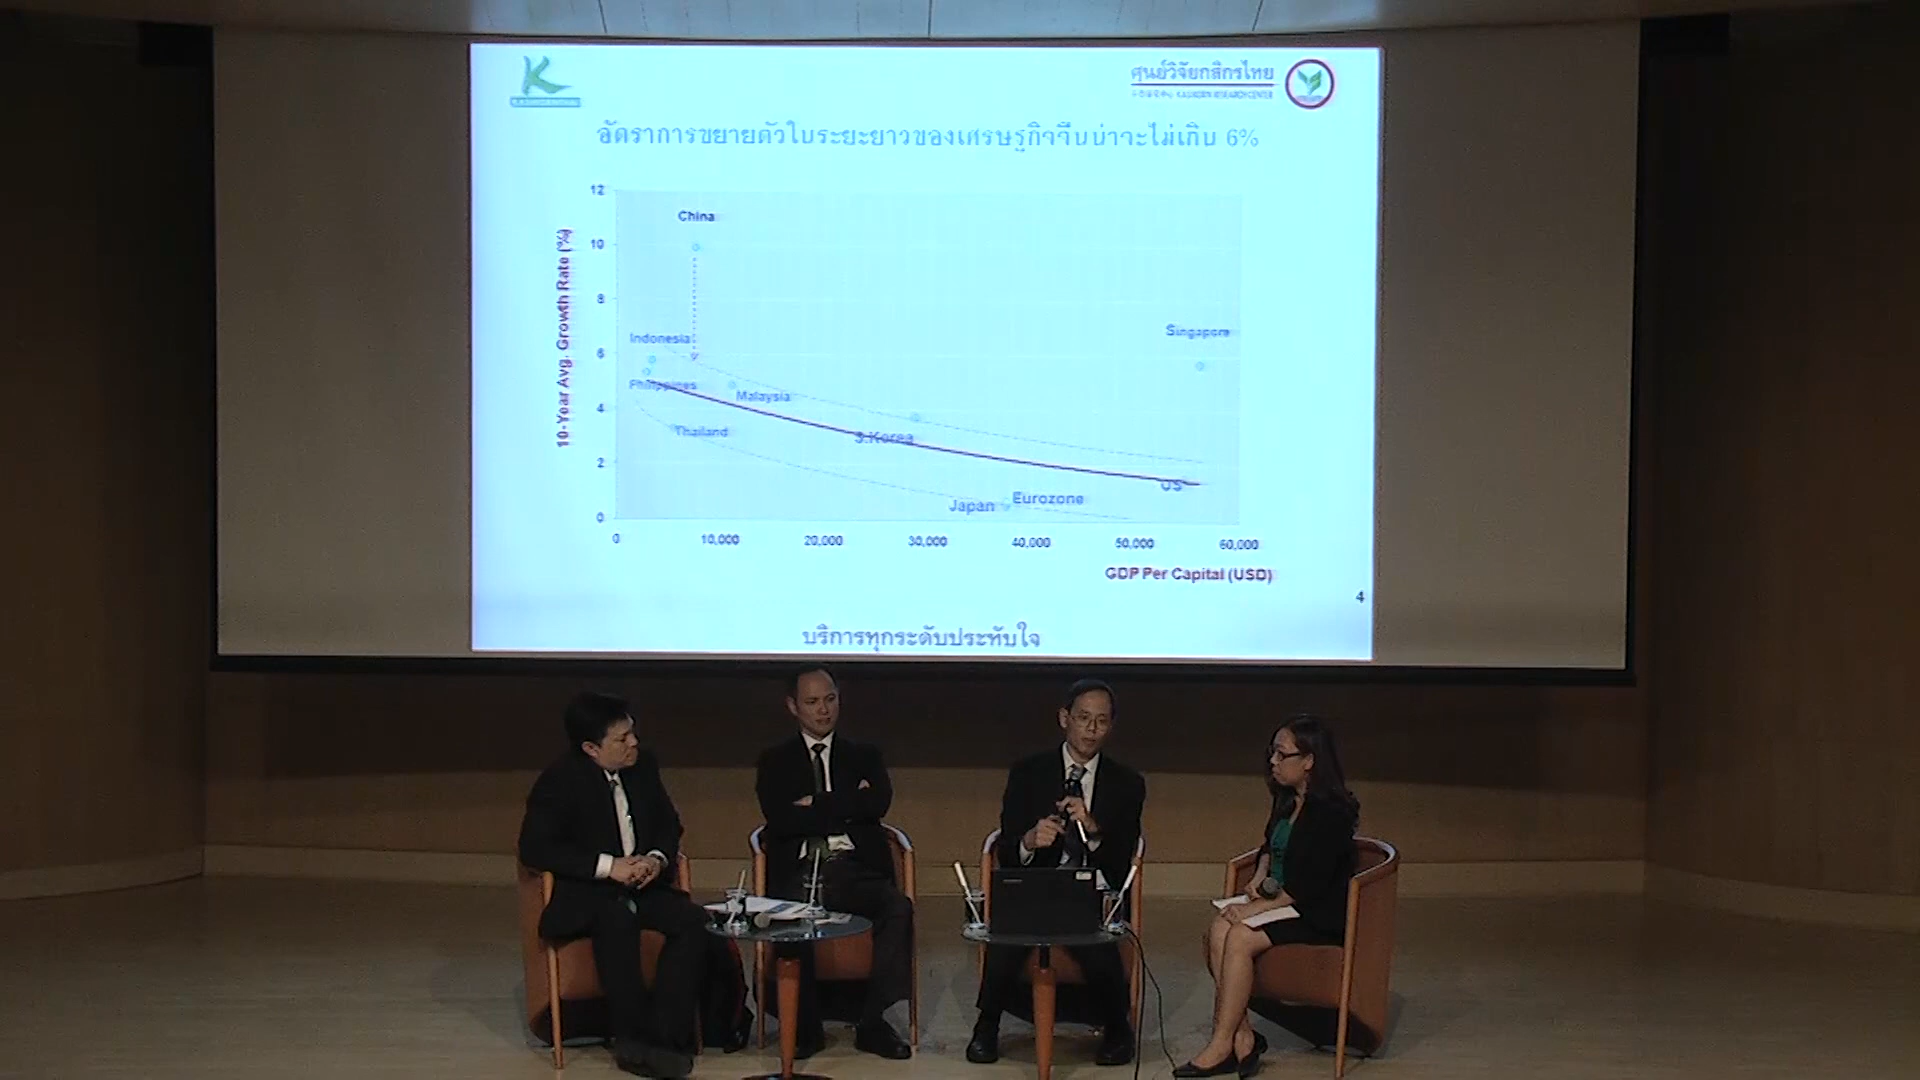 K
KASIKORNTHAI
ศูนย์วิจัยกสิกรไทย
KASIKORN RESEARCH CENTER
อัตราการขยายตัวในระยะยาวของเศรษฐกิจจีนน่าจะไม่เกิน 6%
10-Year Avg. Growth Rate (%)
12
10
8
6
4
2
0
China
Indonesia
Singapore
Philippines
Malaysia
Thailand
S.Korea
US
Japan
Eurozone
0 10,000 20,000 30,000 40,000 50,000 60,000
GDP Per Capital (USD)
4
บริการทุกระดับประทับใจ